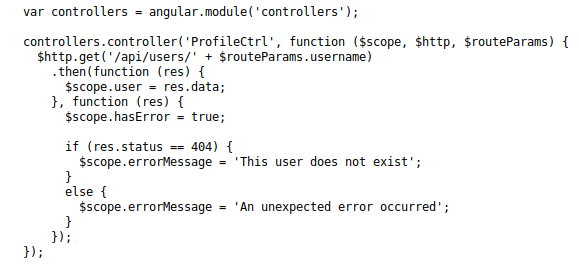 var controllers = angular.module('controllers');

controllers.controller('ProfileCtrl', function ($scope, $http, $routeParams) {
  $http.get('/api/users/' + $routeParams.username)
    .then(function (res) {
      $scope.user = res.data;
    }, function (res) {
      $scope.hasError = true;

      if (res.status == 404) {
        $scope.errorMessage = 'This user does not exist';
      }
      else {
        $scope.errorMessage = 'An unexpected error occurred';
      }
    });
});